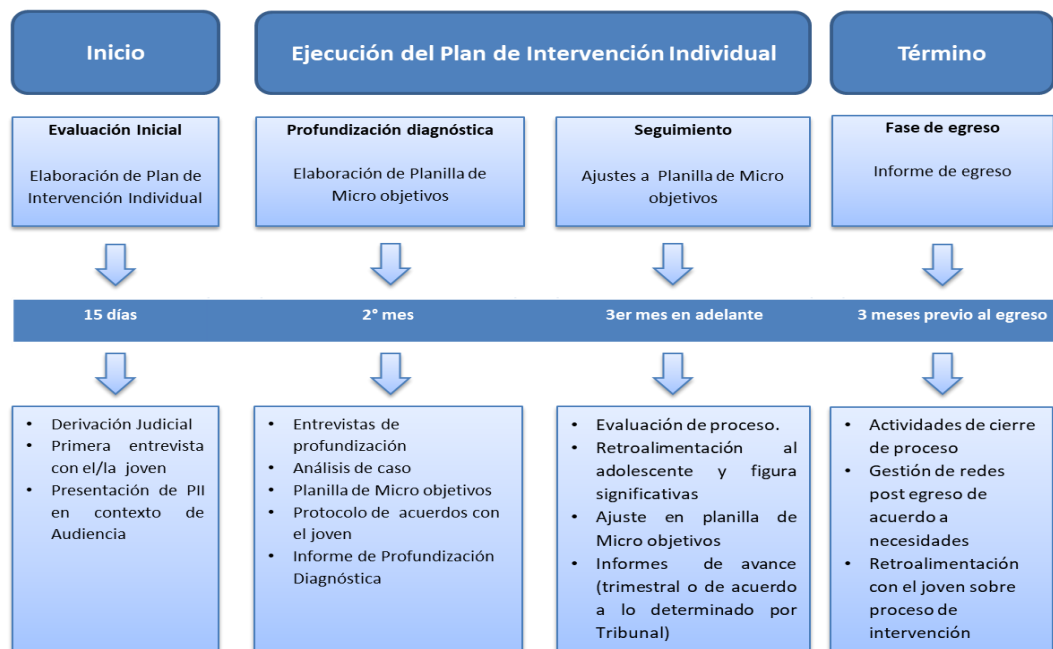 Inicio
Ejecución del Plan de Intervención Individual
Término
Evaluación Inicial
Elaboración de Plan de
Intervención Individual
Profundización diagnóstica
Elaboración de Planilla de
Micro objetivos
Seguimiento
Ajustes a Planilla de Micro
objetivos
Fase de egreso
Informe de egreso
15 días
2° mes
3er mes en adelante
3 meses previo al egreso
• Derivación Judicial
• Primera entrevista
con el/la joven
• Presentación de PII
en contexto de
Audiencia
• Entrevistas de
profundización
• Análisis de caso
• Planilla de Micro objetivos
• Protocolo de acuerdos con
el joven
• Informe de Profundización
Diagnóstica
• Evaluación de proceso.
• Retroalimentación al
adolescente y figura
significativas
• Ajuste en planilla de
Micro objetivos
• Informes de avance
(trimestral o de acuerdo
a lo determinado por
Tribunal)
• Actividades de cierre
de proceso
• Gestión de redes
post egreso de
acuerdo a
necesidades
• Retroalimentación
con el joven sobre
proceso de
intervención